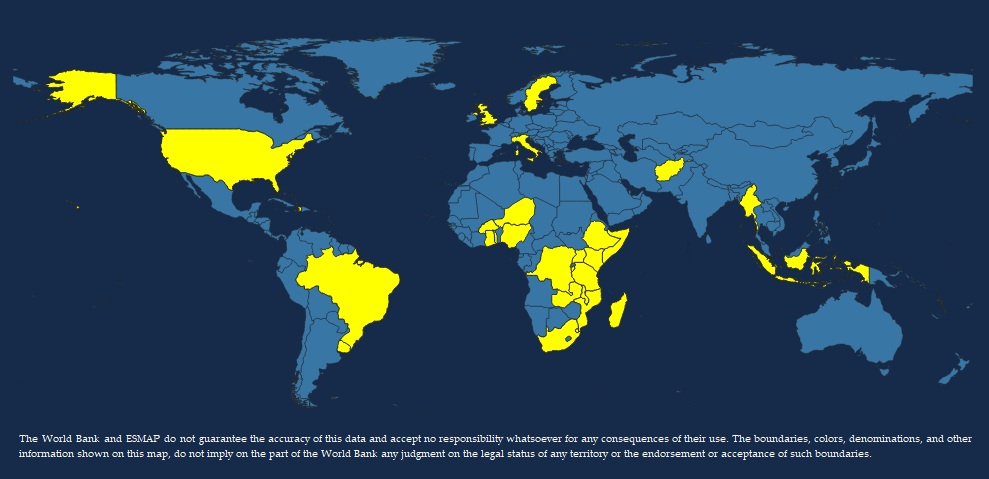 The World Bank and ESMAP do not guarantee the accuracy of this data and accept no responsibility whatsoever for any consequences of their use. The boundaries, colors, denominations, and other
information shown on this map, do not imply on the part of the World Bank any judgment on the legal status of any territory or the endorsement or acceptance of such boundaries.